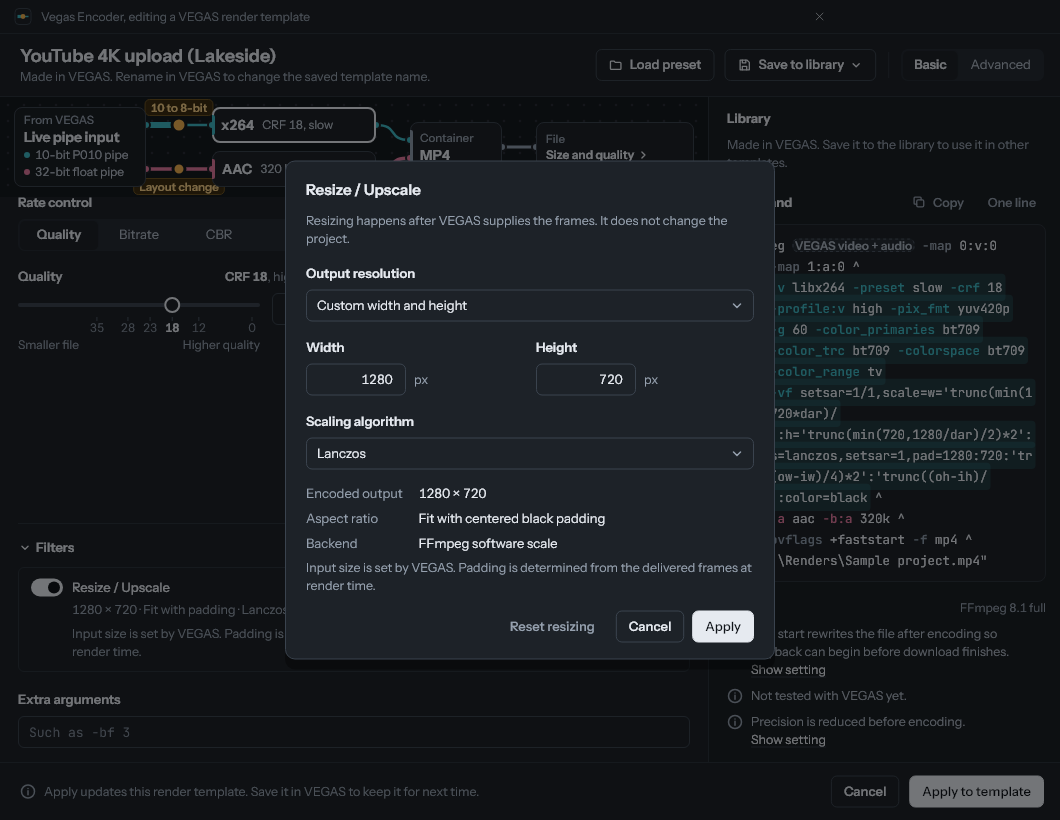 Vegas Encoder, editing a VEGAS render template
YouTube 4K upload (Lakeside)
Made in VEGAS. Rename in VEGAS to change the saved template name.
Load preset
Save to library
Basic
Advanced
From VEGAS
Live pipe input
10-bit P010 pipe
32-bit float pipe
10 to 8-bit
Layout change
x264 CRF 18, slow
AAC 320
Container
MP4
File
Size and quality
Library
Made in VEGAS. Save it to the library to use it in other
templates.
Rate control
Quality
Bitrate
CBR
Quality
CRF 18,
35 28 23 18 12 0
Smaller file
Higher quality
Filters
Resize / Upscale
1280 × 720 · Fit with padding · Lanczos
Input size is set by VEGAS. Padding is
render time.
Extra arguments
Such as -bf 3
Resize / Upscale
Resizing happens after VEGAS supplies the frames. It does not change the
project.
Output resolution
Custom width and height
Width
Height
1280 px
720 px
Scaling algorithm
Lanczos
Encoded output 1280 × 720
Aspect ratio Fit with centered black padding
Backend FFmpeg software scale
Input size is set by VEGAS. Padding is determined from the delivered frames at
render time.
Reset resizing
Cancel
Apply
Copy
One line
VEGAS video + audio -map 0:v:0
map 1:a:0 ^
libx264 -preset slow -crf 18
profile:v high -pix_fmt yuv420p
g 60 -color_primaries bt709
color_trc bt709 -colorspace bt709
color_range tv
vf setsar=1/1,scale=w='trunc(min(1
720*dar)/
:h='trunc(min(720,1280/dar)/2)*2':
=lanczos,setsar=1,pad=1280:720:'tr
(ow-iw)/4)*2':'trunc((oh-ih)/
:color=black ^
a aac -b:a 320k ^
+faststart -f mp4 ^
\Renders\Sample project.mp4"
FFmpeg 8.1 full
start rewrites the file after encoding so
back can begin before download finishes.
Show setting
Not tested with VEGAS yet.
Precision is reduced before encoding.
Show setting
Apply updates this render template. Save it in VEGAS to keep it for next time.
Cancel
Apply to template